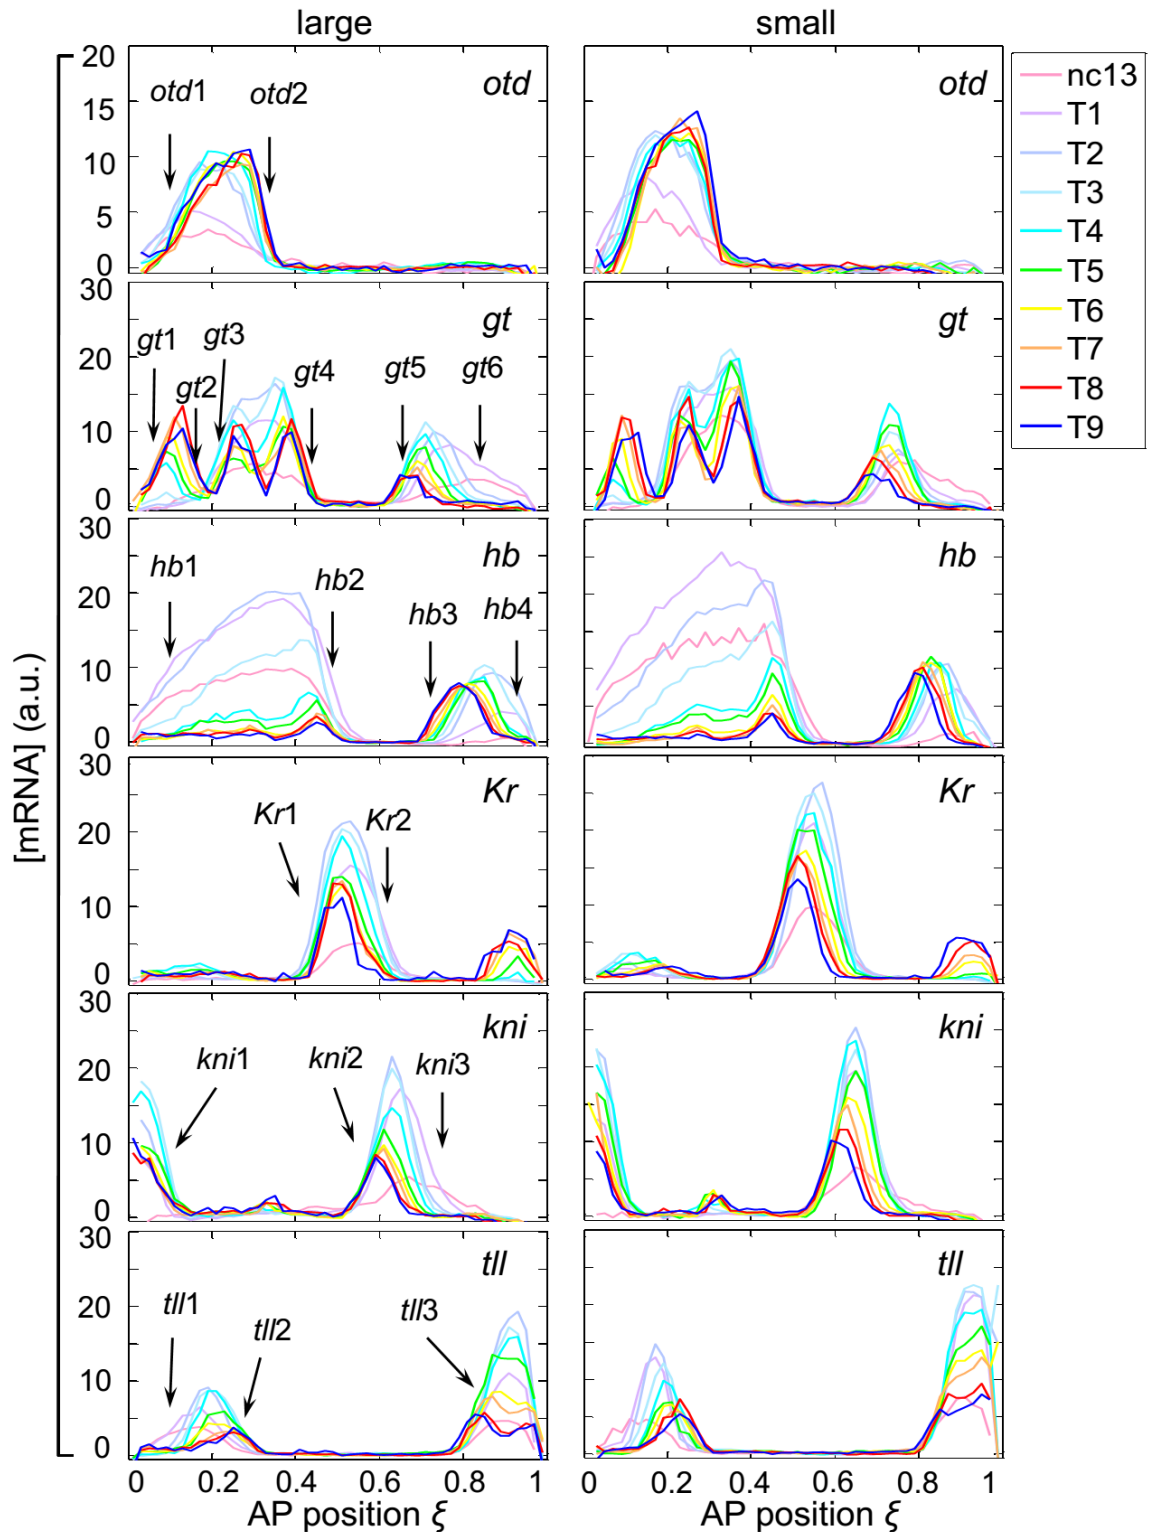 large small
20 otd otd
otd1 otd2
15
10
5
0
nc13
T1
T2
T3
T4
T5
T6
T7
T8
T9
30 gt gt
gt1 gt2 gt3 gt4 gt5 gt6
20
10
0
30 hb hb
hb1 hb2 hb3 hb4
20
10
0
[mRNA] (a.u.)
30 Kr Kr
Kr1 Kr2
20
10
0
30 kni kni
kni1 kni2 kni3
20
10
0
30 tll tll
tll1 tll2 tll3
20
10
0
0 0.2 0.4 0.6 0.8 1 0 0.2 0.4 0.6 0.8 1
AP position ξ AP position ξ